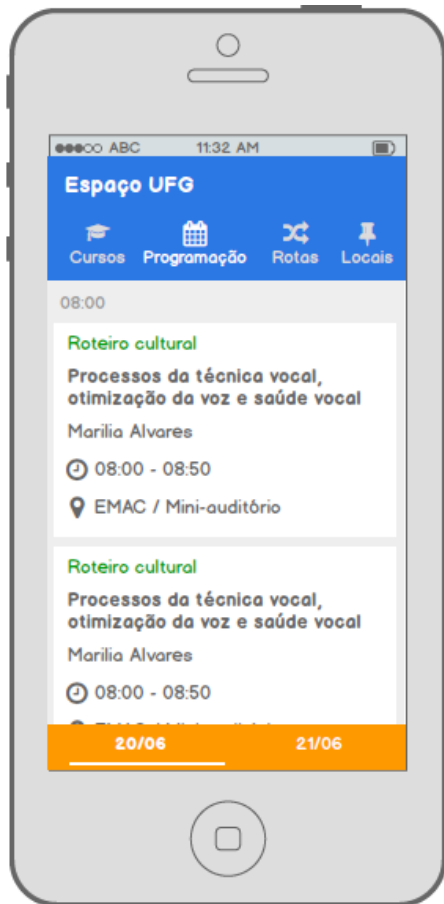 ABC 11:32 AM
Espaço UFG
Cursos Programação Rotas Locais
08:00
Roteiro cultural
Processos da técnica vocal,
otimização da voz e saúde vocal
Marilia Alvares
08:00 - 08:50
EMAC / Mini-auditório
Roteiro cultural
Processos da técnica vocal,
otimização da voz e saúde vocal
Marilia Alvares
08:00 - 08:50
20/06 21/06